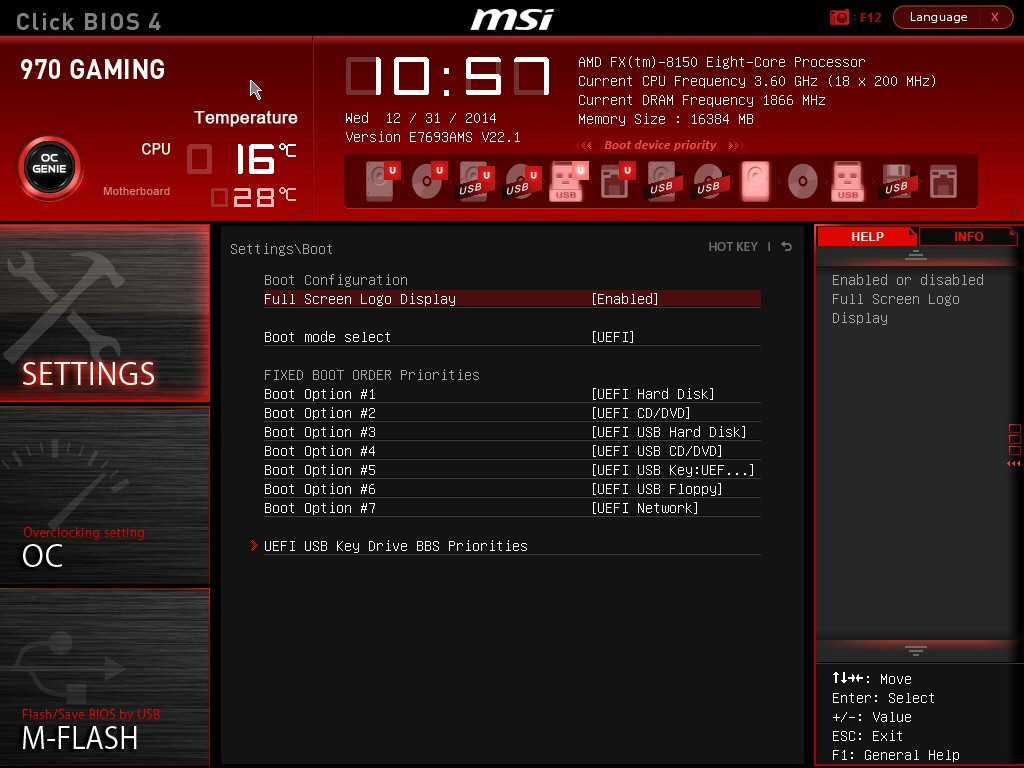 Click BIOS 4
msi
: F12
Language X
970 GAMING
Temperature
OC GENIE
CPU 16°C
Motherboard 28°C
10:57
Wed 12 / 31 / 2014
Version E7693AMS V22.1
AMD FX(tm)-8150 Eight-Core Processor
Current CPU Frequency 3.60 GHz (18 x 200 MHz)
Current DRAM Frequency 1866 MHz
Memory Size : 16384 MB
Boot device priority
U U U U U U
USB USB USB USB USB USB USB
SETTINGS
Overclocking setting
OC
Flash/Save BIOS by USB
M-FLASH
Settings\Boot
HOT KEY |
Boot Configuration
Full Screen Logo Display [Enabled]
Boot mode select [UEFI]
FIXED BOOT ORDER Priorities
Boot Option #1 [UEFI Hard Disk]
Boot Option #2 [UEFI CD/DVD]
Boot Option #3 [UEFI USB Hard Disk]
Boot Option #4 [UEFI USB CD/DVD]
Boot Option #5 [UEFI USB Key:UEF...]
Boot Option #6 [UEFI USB Floppy]
Boot Option #7 [UEFI Network]
UEFI USB Key Drive BBS Priorities
HELP INFO
Enabled or disabled
Full Screen Logo
Display
↑↓→←: Move
Enter: Select
+/-: Value
ESC: Exit
F1: General Help